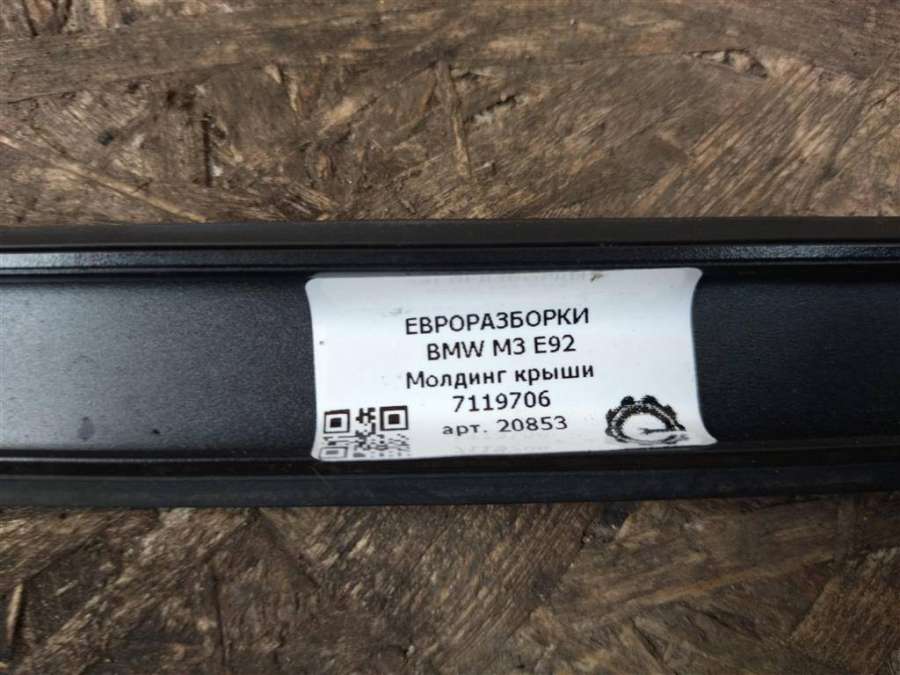 ЕВРОРАЗБОРКИ
BMW M3 E92
Молдинг крыши
7119706
арт. 20853